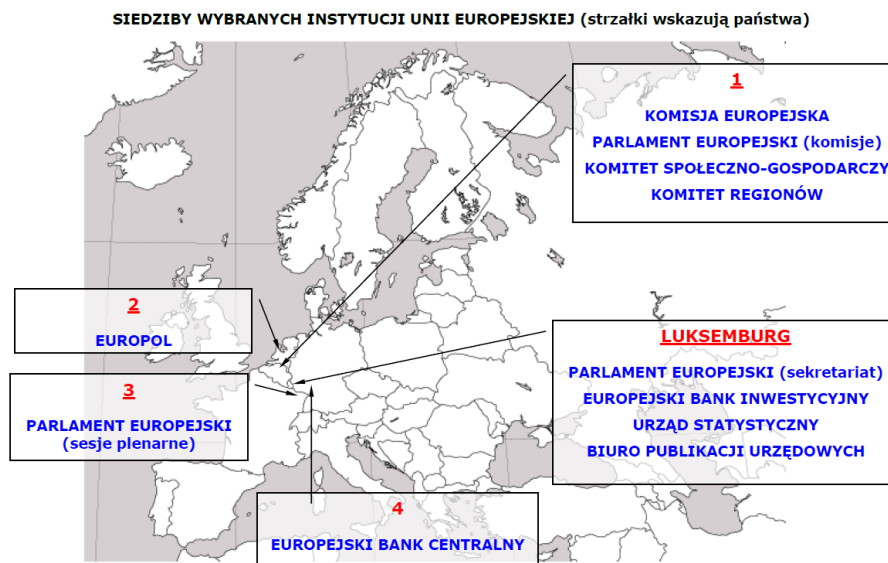 SIEDZIBY WYBRANYCH INSTYTUCJI UNII EUROPEJSKIEJ (strzałki wskazują państwa)
1
KOMISJA EUROPEJSKA
PARLAMENT EUROPEJSKI (komisje)
KOMITET SPOŁECZNO-GOSPODARCZY
KOMITET REGIONÓW
2
EUROPOL
3
PARLAMENT EUROPEJSKI
(sesje plenarne)
LUKSEMBURG
PARLAMENT EUROPEJSKI (sekretariat)
EUROPEJSKI BANK INWESTYCYJNY
URZĄD STATYSTYCZNY
BIURO PUBLIKACJI URZĘDOWYCH
4
EUROPEJSKI BANK CENTRALNY